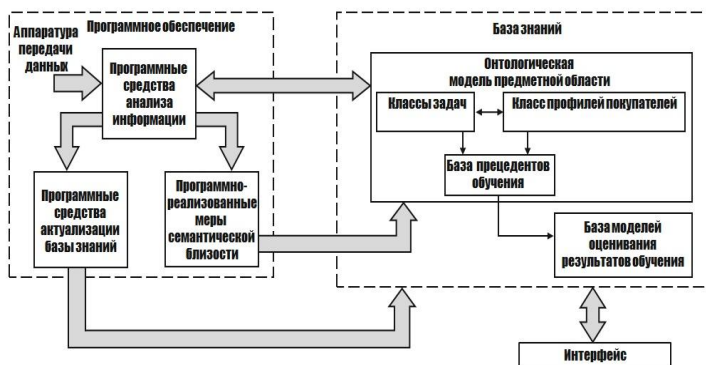 Программное обеспечение
Аппаратура
передачи
данных
Программные
средства
анализа
информации
Программные
средства
актуализации
базы знаний
Программно-
реализованные
меры
семантической
близости
База знаний
Онтологическая
модель предметной области
Классы задач
Класс профилей покупателей
База прецедентов
обучения
База моделей
оценивания
результатов обучения
Интерфейс